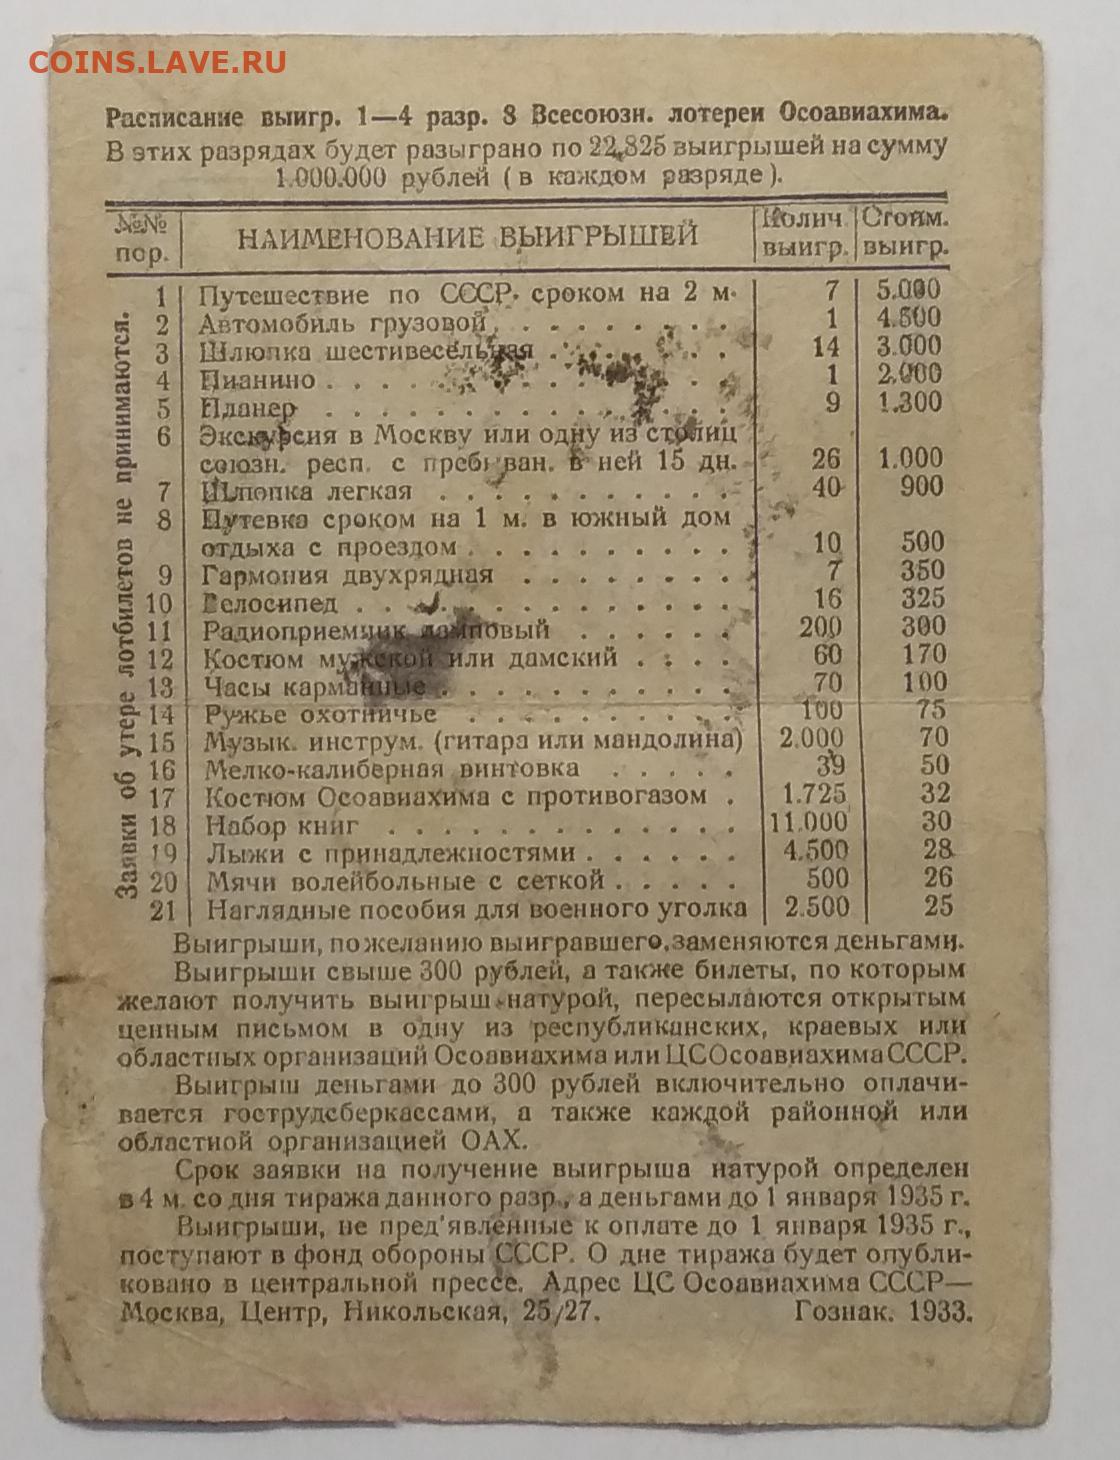 COINS.LAVE.RU
Расписание выигр. 1—4 разр. 8 Всесоюзн. лотереи Осоавиахима.
В этих разрядах будет разыграно по 22.825 выигрышей на сумму
1.000.000 рублей ( в каждом разряде ).
№№ пор. НАИМЕНОВАНИЕ ВЫИГРЫШЕЙ Колич выигр. Стоим. выигр.
Заявки об утере лотбилетов не принимаются.
1 Путешествие по СССР. сроком на 2 м. 7 5.000
2 Автомобиль грузовой . . . . . . . . . 1 4.500
3 Шлюпка шестивесельная . . . . . . . 14 3.000
4 Пианино . . . . . . . . . . . . . . 1 2.000
5 Планер . . . . . . . . . . . . . . 9 1.300
6 Экскурсия в Москву или одну из столиц
союзн. респ. с пребыван. в ней 15 дн. 26 1.000
7 Шлюпка легкая . . . . . . . . . . . 40 900
8 Путевка сроком на 1 м. в южный дом
отдыха с проездом . . . . . . . . . . 10 500
9 Гармония двухрядная . . . . . . . . 7 350
10 Велосипед . . . . . . . . . . . . . 16 325
11 Радиоприемник ламповый . . . . . . 200 300
12 Костюм мужской или дамский . . . . 60 170
13 Часы карманные . . . . . . . . . . . 70 100
14 Ружье охотничье . . . . . . . . . . 100 75
15 Музык. инструм. (гитара или мандолина) 2.000 70
16 Мелко-калиберная винтовка . . . . . 39 50
17 Костюм Осоавиахима с противогазом . 1.725 32
18 Набор книг . . . . . . . . . . . . . 11.000 30
19 Лыжи с принадлежностями . . . . . . 4.500 28
20 Мячи волейбольные с сеткой . . . . . 500 26
21 Наглядные пособия для военного уголка 2.500 25
Выигрыши, по желанию выигравшего, заменяются деньгами.
Выигрыши свыше 300 рублей, а также билеты, по которым
желают получить выигрыш натурой, пересылаются открытым
ценным письмом в одну из республиканских, краевых или
областных организаций Осоавиахима или ЦС Осоавиахима СССР.
Выигрыш деньгами до 300 рублей включительно оплачи-
вается гострудсберкассами, а также каждой районной или
областной организацией ОАХ.
Срок заявки на получение выигрыша натурой определен
в 4 м. со дня тиража данного разр., а деньгами до 1 января 1935 г.
Выигрыши, не пред'явленные к оплате до 1 января 1935 г.,
поступают в фонд обороны СССР. О дне тиража будет опубли-
ковано в центральной прессе. Адрес ЦС Осоавиахима СССР—
Москва, Центр, Никольская, 25/27. Гознак. 1933.